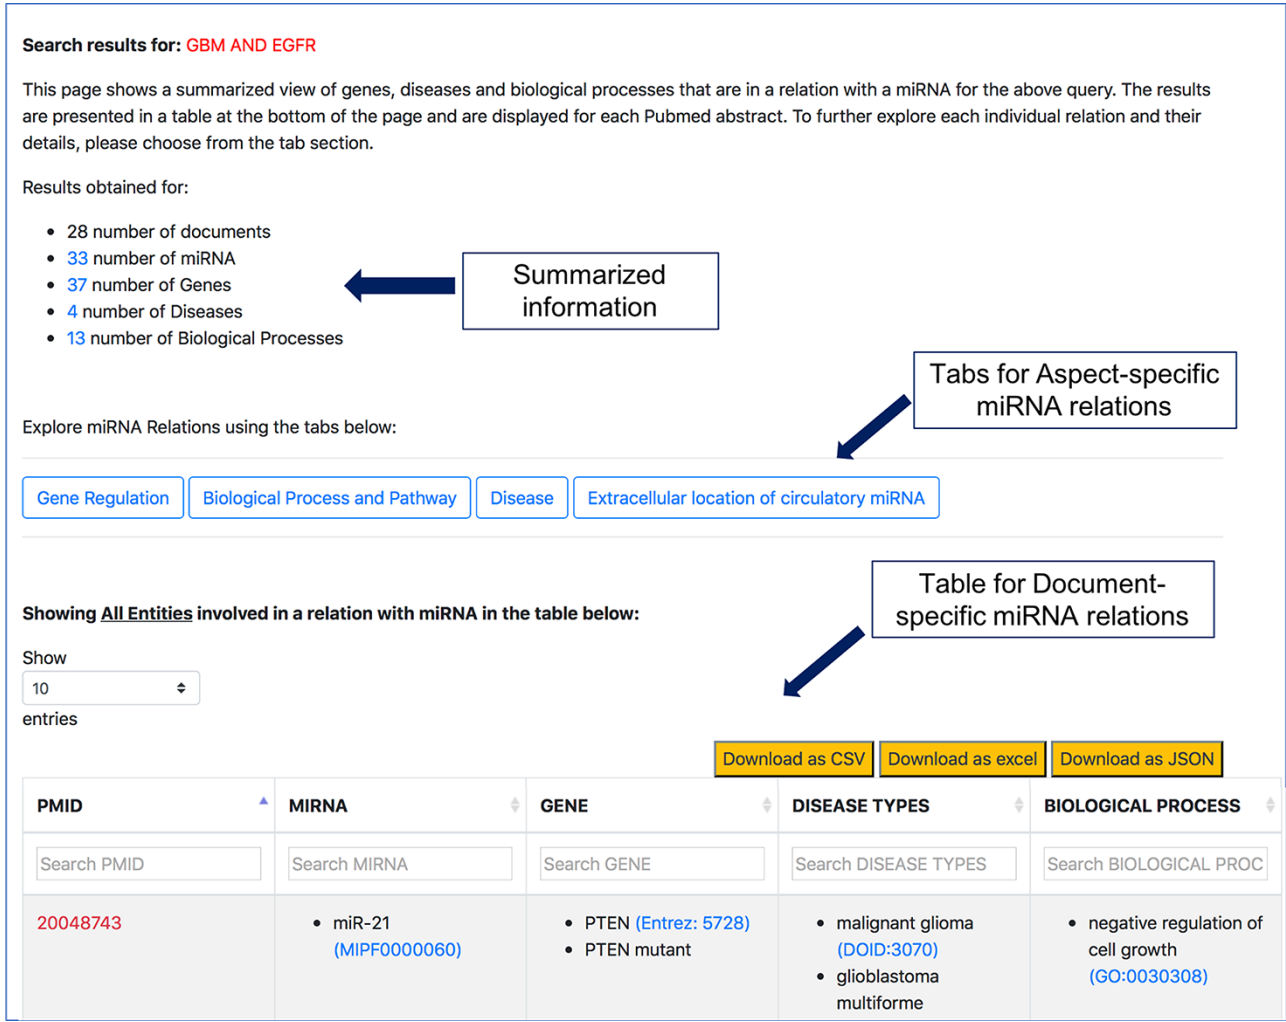 Search results for: GBM AND EGFR
This page shows a summarized view of genes, diseases and biological processes that are in a relation with a miRNA for the above query. The results
are presented in a table at the bottom of the page and are displayed for each Pubmed abstract. To further explore each individual relation and their
details, please choose from the tab section.
Results obtained for:
• 28 number of documents
• 33 number of miRNA
• 37 number of Genes
• 4 number of Diseases
• 13 number of Biological Processes
Summarized
information
Tabs for Aspect-specific
miRNA relations
Explore miRNA Relations using the tabs below:
Gene Regulation Biological Process and Pathway Disease Extracellular location of circulatory miRNA
Table for Document-
specific miRNA relations
Showing All Entities involved in a relation with miRNA in the table below:
Show
10
entries
Download as CSV Download as excel Download as JSON
PMID MIRNA GENE DISEASE TYPES BIOLOGICAL PROCESS
Search PMID Search MIRNA Search GENE Search DISEASE TYPES Search BIOLOGICAL PROC
20048743 • miR-21 • PTEN (Entrez: 5728) • malignant glioma • negative regulation of
(MIPF0000060) • PTEN mutant (DOID:3070) cell growth
• glioblastoma (GO:0030308)
multiforme